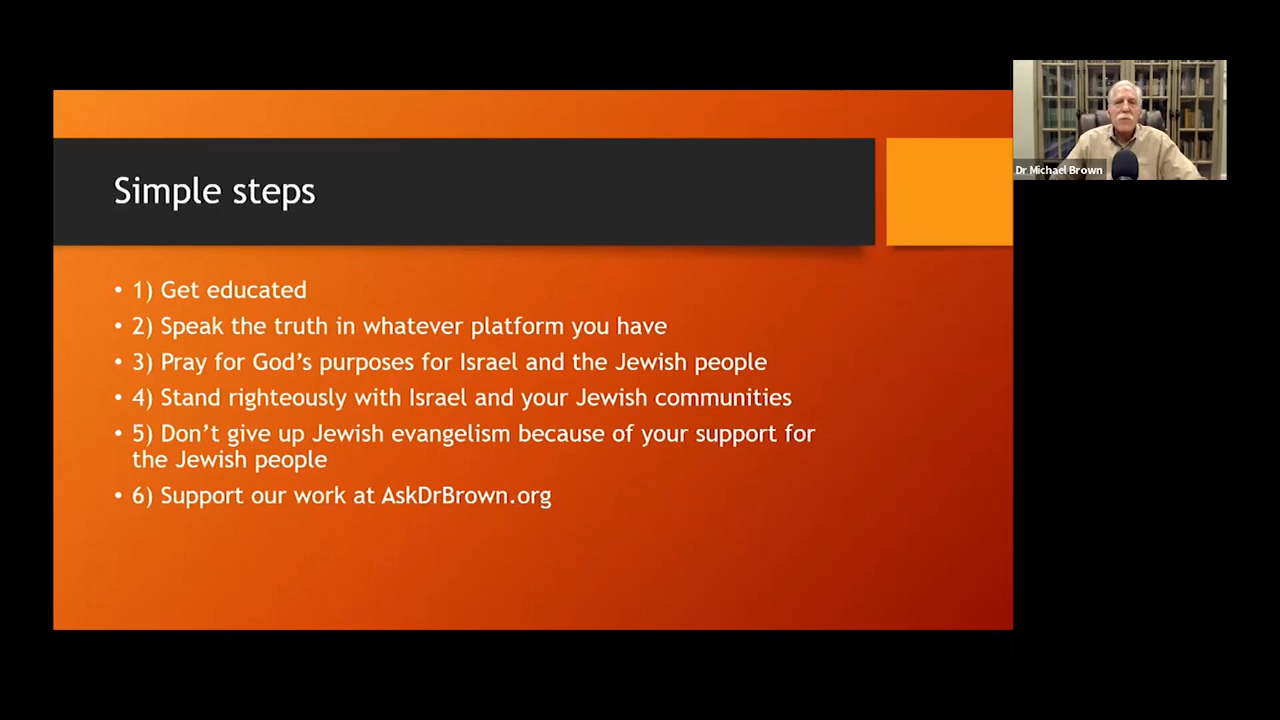 Simple steps
• 1) Get educated
• 2) Speak the truth in whatever platform you have
• 3) Pray for God’s purposes for Israel and the Jewish people
• 4) Stand righteously with Israel and your Jewish communities
• 5) Don’t give up Jewish evangelism because of your support for
the Jewish people
• 6) Support our work at AskDrBrown.org
Dr Michael Brown